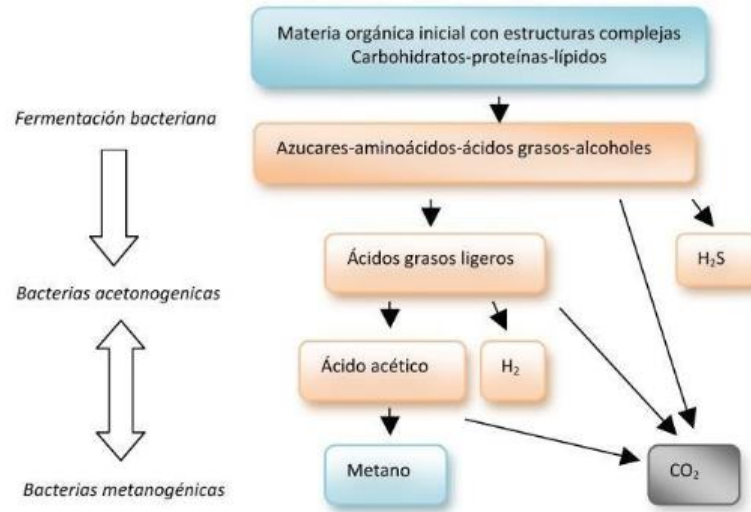 Materia orgánica inicial con estructuras complejas
Carbohidratos-proteínas-lípidos
Fermentación bacteriana
Azucares-aminoácidos-ácidos grasos-alcoholes
Ácidos grasos ligeros
H₂S
Bacterias acetonogenicas
Ácido acético
H₂
Metano
CO₂
Bacterias metanogénicas